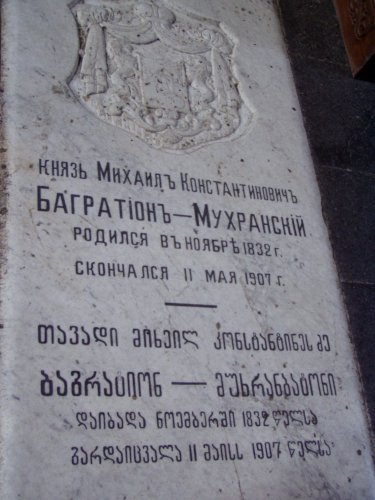 Князь Михаилъ Константиновичъ
Багратіонъ—Мухранскій
родился въ ноябрѣ 1832 г.
скончался 11 мая 1907 г.
თავადი მიხეილ კონსტანტინეს ძე
ბაგრატიონ — მუხრანბატონი
დაიბადა ნოემბერში 1832 წელსა
გარდაიცვალა 11 მაისს 1907 წელსა